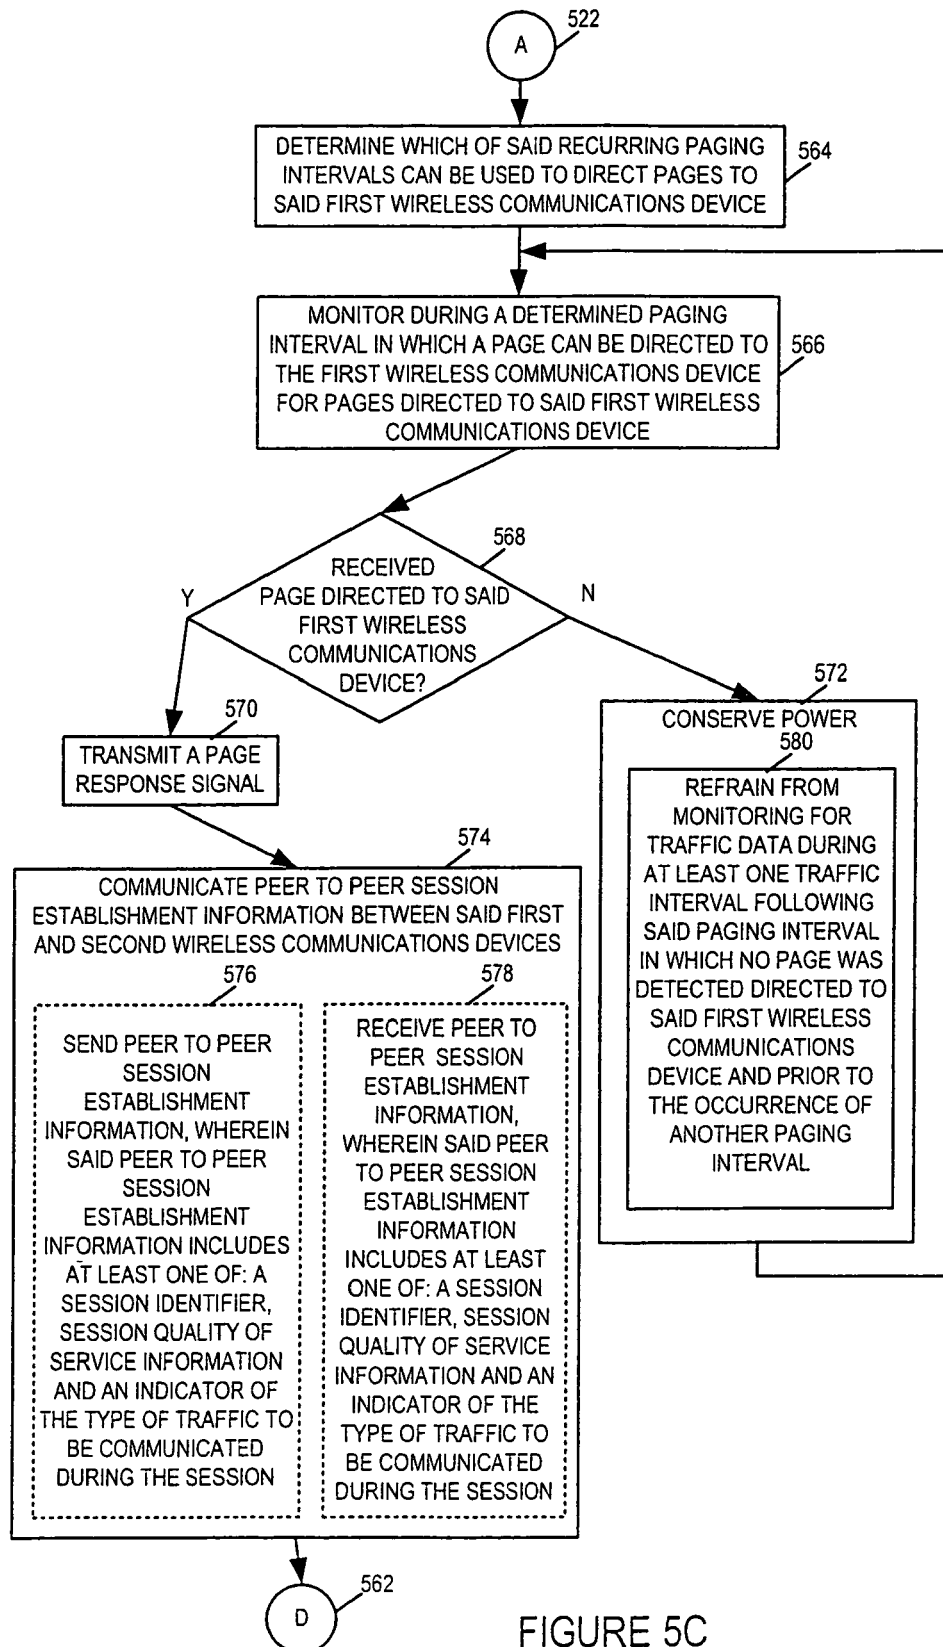 A
522
DETERMINE WHICH OF SAID RECURRING PAGING
INTERVALS CAN BE USED TO DIRECT PAGES TO
SAID FIRST WIRELESS COMMUNICATIONS DEVICE
564
MONITOR DURING A DETERMINED PAGING
INTERVAL IN WHICH A PAGE CAN BE DIRECTED TO
THE FIRST WIRELESS COMMUNICATIONS DEVICE
FOR PAGES DIRECTED TO SAID FIRST WIRELESS
COMMUNICATIONS DEVICE
566
568
RECEIVED
PAGE DIRECTED TO SAID
FIRST WIRELESS
COMMUNICATIONS
DEVICE?
Y
N
570
TRANSMIT A PAGE
RESPONSE SIGNAL
572
CONSERVE POWER
580
REFRAIN FROM
MONITORING FOR
TRAFFIC DATA DURING
AT LEAST ONE TRAFFIC
INTERVAL FOLLOWING
SAID PAGING INTERVAL
IN WHICH NO PAGE WAS
DETECTED DIRECTED TO
SAID FIRST WIRELESS
COMMUNICATIONS
DEVICE AND PRIOR TO
THE OCCURRENCE OF
ANOTHER PAGING
INTERVAL
574
COMMUNICATE PEER TO PEER SESSION
ESTABLISHMENT INFORMATION BETWEEN SAID FIRST
AND SECOND WIRELESS COMMUNICATIONS DEVICES
576
SEND PEER TO PEER
SESSION
ESTABLISHMENT
INFORMATION, WHEREIN
SAID PEER TO PEER
SESSION
ESTABLISHMENT
INFORMATION INCLUDES
AT LEAST ONE OF: A
SESSION IDENTIFIER,
SESSION QUALITY OF
SERVICE INFORMATION
AND AN INDICATOR OF
THE TYPE OF TRAFFIC TO
BE COMMUNICATED
DURING THE SESSION
578
RECEIVE PEER TO
PEER SESSION
ESTABLISHMENT
INFORMATION,
WHEREIN SAID PEER
TO PEER SESSION
ESTABLISHMENT
INFORMATION
INCLUDES AT LEAST
ONE OF: A SESSION
IDENTIFIER, SESSION
QUALITY OF SERVICE
INFORMATION AND AN
INDICATOR OF THE
TYPE OF TRAFFIC TO
BE COMMUNICATED
DURING THE SESSION
D
562
FIGURE 5C